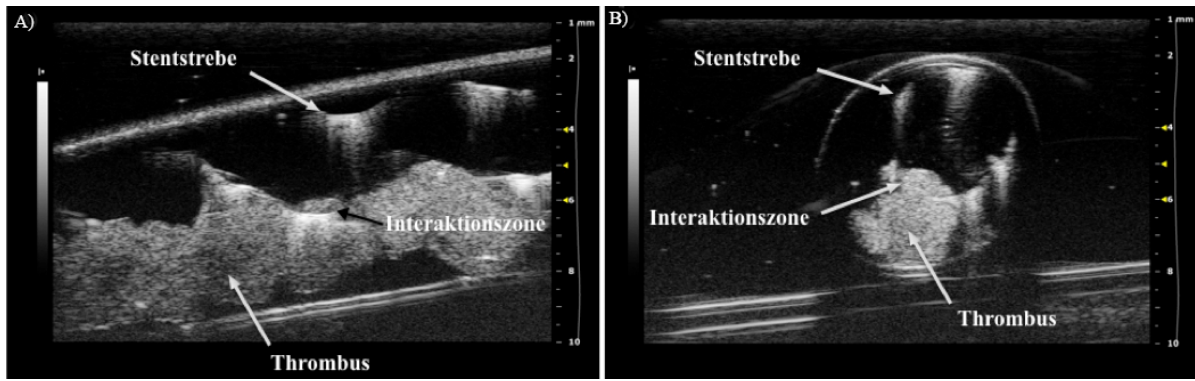 A)
1 mm
Stentstrebe
2
4
6
Interaktionszone
8
Thrombus
10
B)
1 mm
Stentstrebe
2
4
6
Interaktionszone
8
Thrombus
10